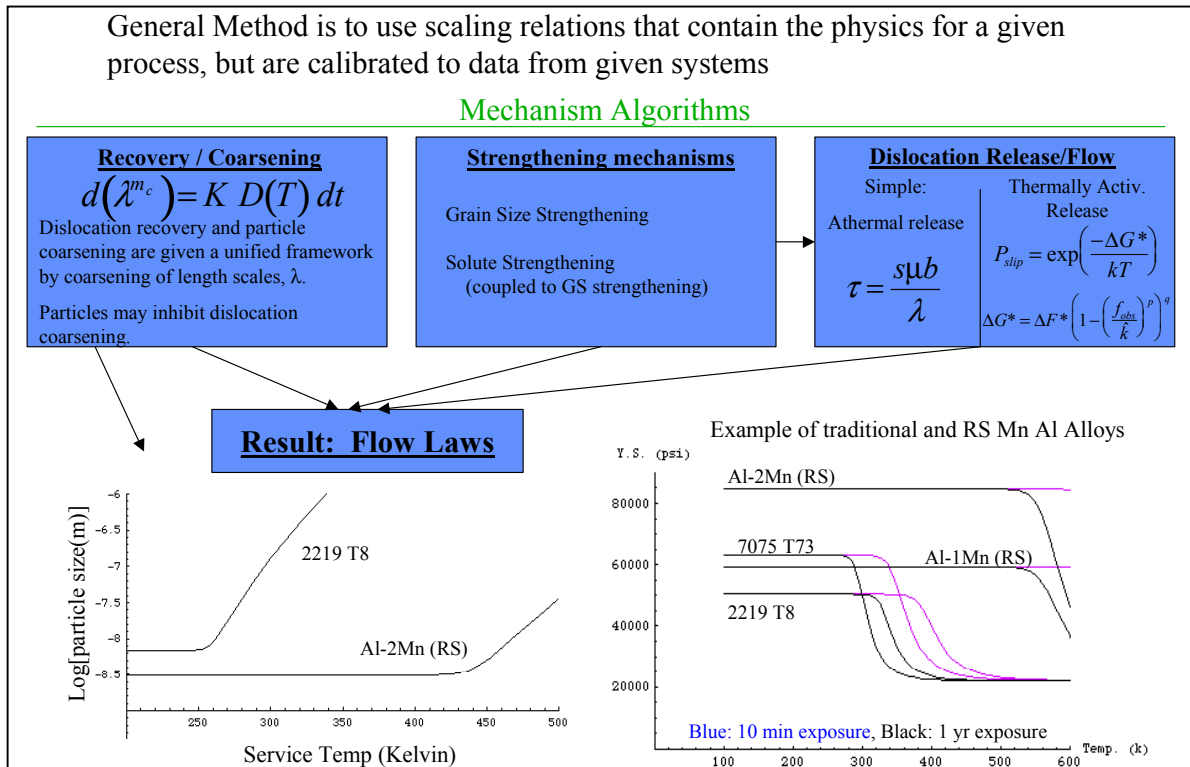 General Method is to use scaling relations that contain the physics for a given
process, but are calibrated to data from given systems
Mechanism Algorithms
Recovery / Coarsening
d(λ^{m_c}) = K D(T) dt
Dislocation recovery and particle
coarsening are given a unified framework
by coarsening of length scales, λ.
Particles may inhibit dislocation
coarsening.
Strengthening mechanisms
Grain Size Strengthening
Solute Strengthening
(coupled to GS strengthening)
Dislocation Release/Flow
Simple:
Athermal release
τ = sμb / λ
Thermally Activ.
Release
P_{slip} = exp(-ΔG* / kT)
ΔG* = ΔF* (1-(f_{obs} / k̂)^p)^q
Result: Flow Laws
Log[particle size(m)]
-6
-6.5
-7
-7.5
-8
-8.5
2219 T8
Al-2Mn (RS)
250 300 350 400 450 500
Service Temp (Kelvin)
Example of traditional and RS Mn Al Alloys
Y.S. (psi)
80000
60000
40000
20000
Al-2Mn (RS)
7075 T73
Al-1Mn (RS)
2219 T8
Blue: 10 min exposure, Black: 1 yr exposure
Temp. (k)
100 200 300 400 500 600